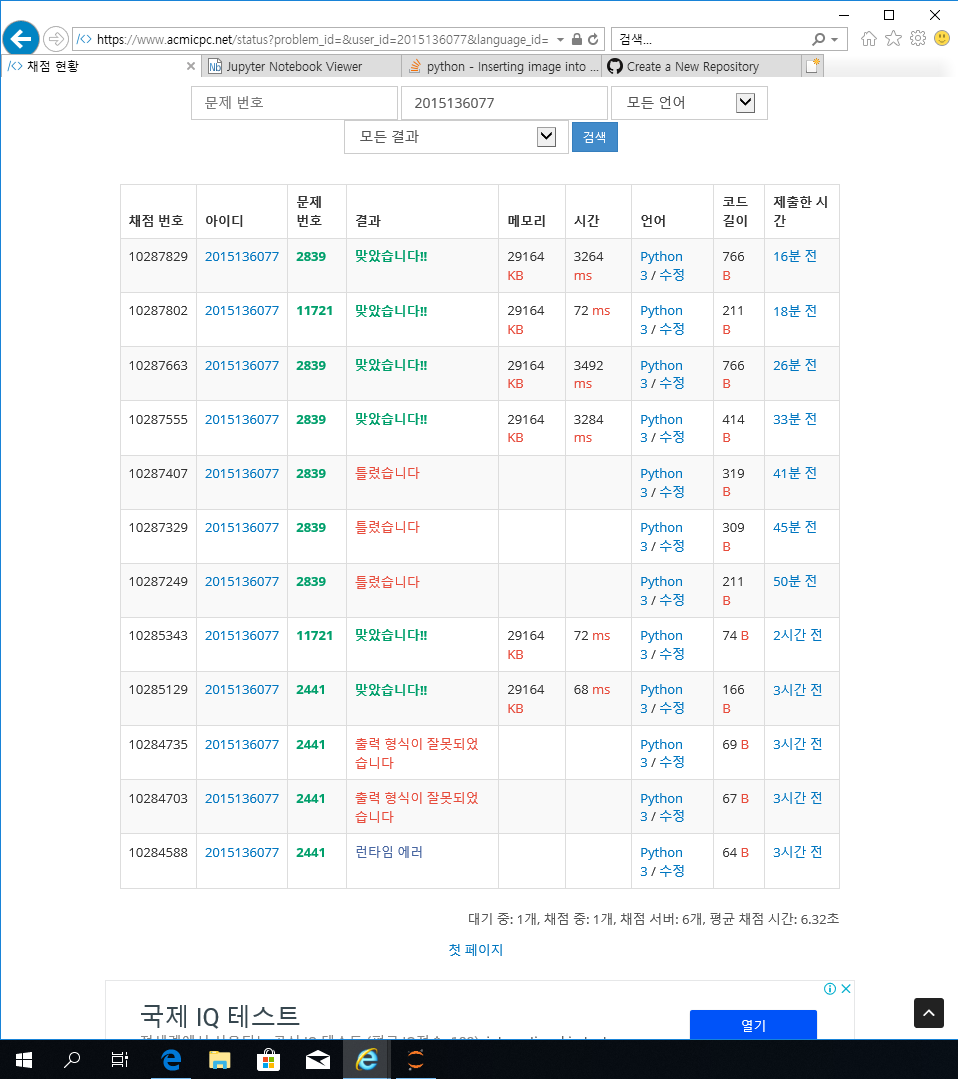 https://www.acmicpc.net/status?problem_id=&user_id=2015136077&language_id=
검색...
채점 현황
Jupyter Notebook Viewer
python - Inserting image into ...
Create a New Repository
문제 번호
2015136077
모든 언어
모든 결과
검색
채점 번호 아이디 문제 번호 결과 메모리 시간 언어 코드 길이 제출한 시간
10287829 2015136077 2839 맞았습니다!! 29164 KB 3264 ms Python 3 / 수정 766 B 16분 전
10287802 2015136077 11721 맞았습니다!! 29164 KB 72 ms Python 3 / 수정 211 B 18분 전
10287663 2015136077 2839 맞았습니다!! 29164 KB 3492 ms Python 3 / 수정 766 B 26분 전
10287555 2015136077 2839 맞았습니다!! 29164 KB 3284 ms Python 3 / 수정 414 B 33분 전
10287407 2015136077 2839 틀렸습니다 Python 3 / 수정 319 B 41분 전
10287329 2015136077 2839 틀렸습니다 Python 3 / 수정 309 B 45분 전
10287249 2015136077 2839 틀렸습니다 Python 3 / 수정 211 B 50분 전
10285343 2015136077 11721 맞았습니다!! 29164 KB 72 ms Python 3 / 수정 74 B 2시간 전
10285129 2015136077 2441 맞았습니다!! 29164 KB 68 ms Python 3 / 수정 166 B 3시간 전
10284735 2015136077 2441 출력 형식이 잘못되었습니다 Python 3 / 수정 69 B 3시간 전
10284703 2015136077 2441 출력 형식이 잘못되었습니다 Python 3 / 수정 67 B 3시간 전
10284588 2015136077 2441 런타임 에러 Python 3 / 수정 64 B 3시간 전
대기 중: 1개, 채점 중: 1개, 채점 서버: 6개, 평균 채점 시간: 6.32초
첫 페이지
국제 IQ 테스트
열기